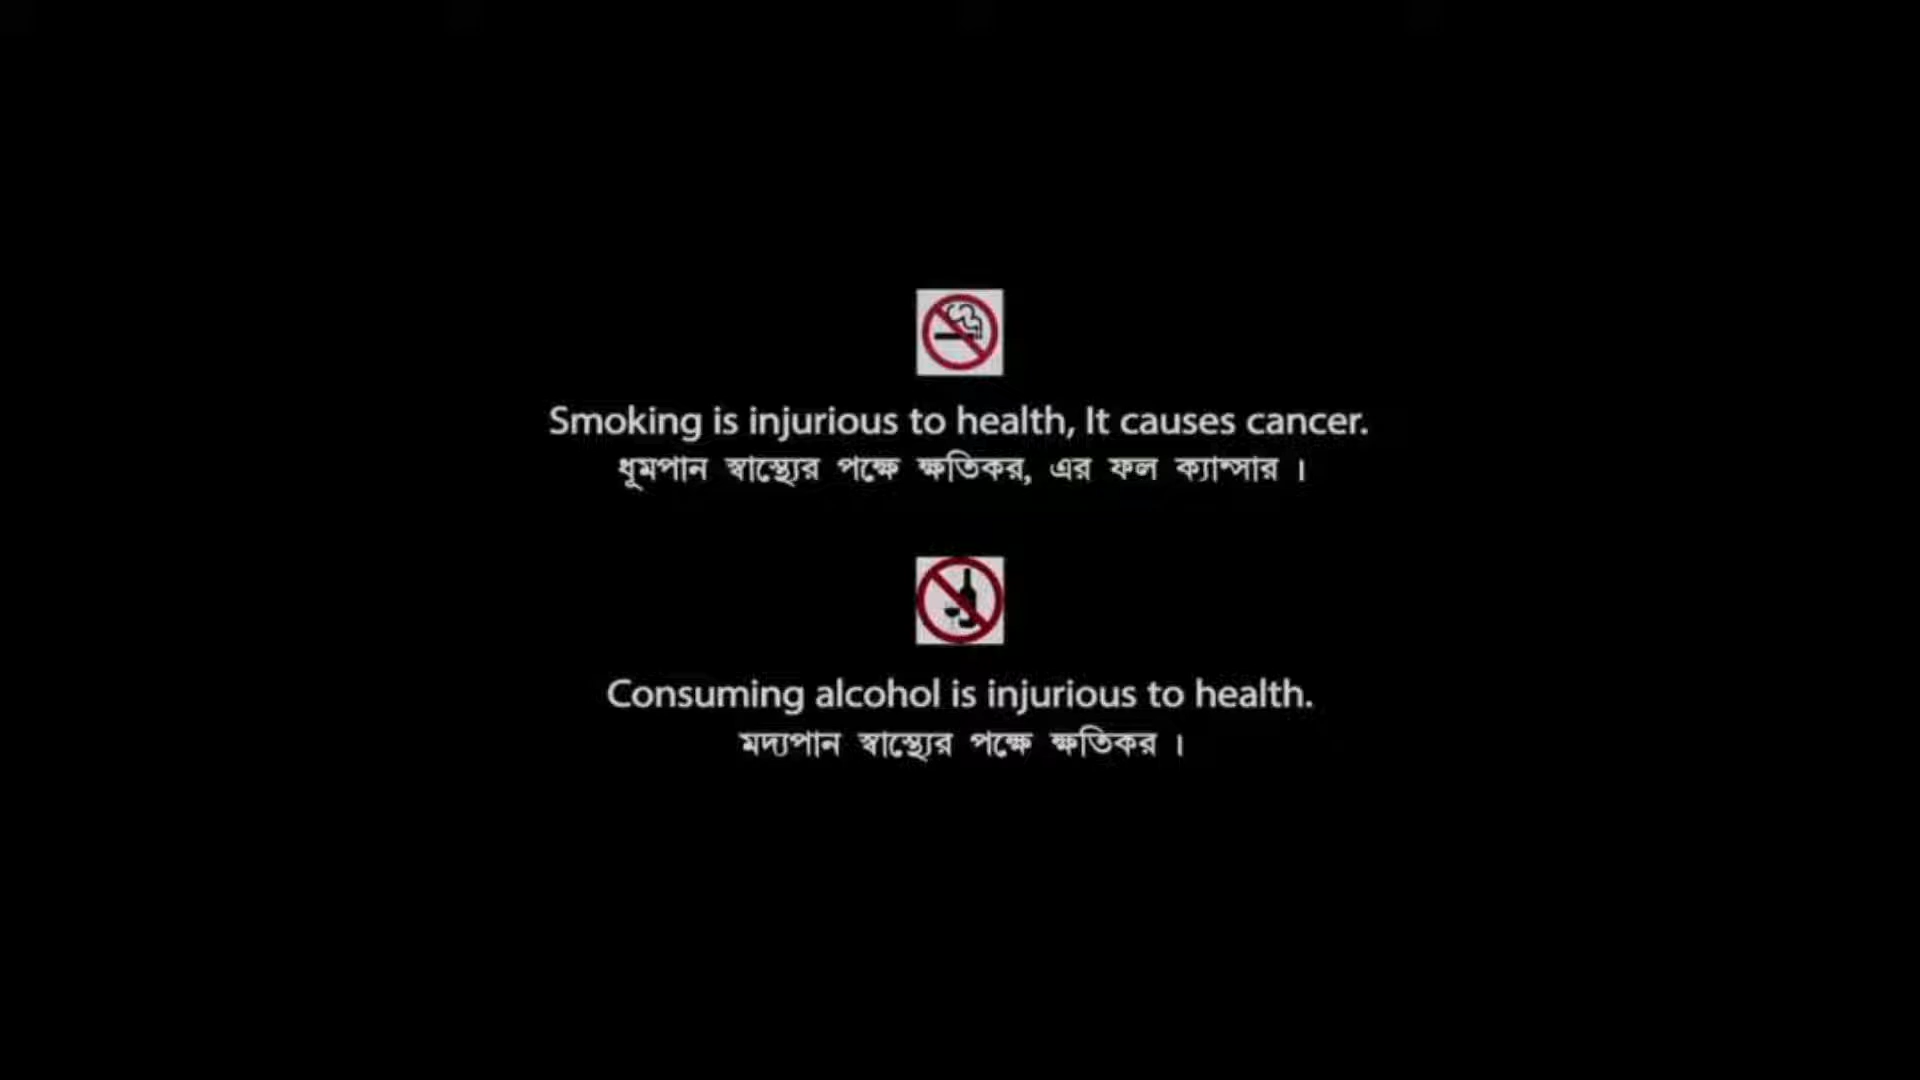 Smoking is injurious to health, It causes cancer.
ধূমপান স্বাস্থ্যের পক্ষে ক্ষতিকর, এর ফল ক্যান্সার ।
Consuming alcohol is injurious to health.
মদ্যপান স্বাস্থ্যের পক্ষে ক্ষতিকর ।